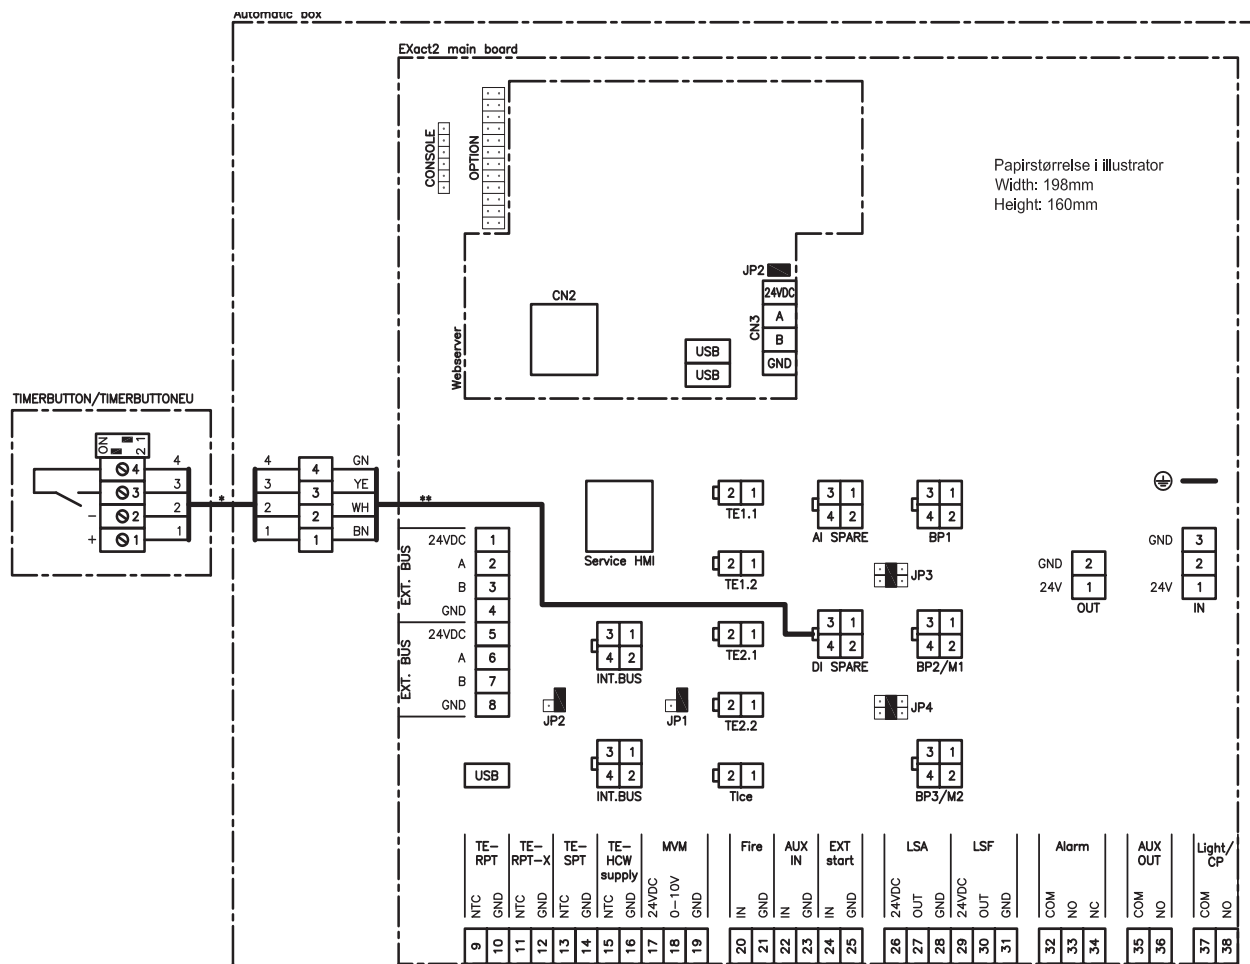 Automatic box
EXact2 main board
CONSOLE
OPTION
Papirstørrelse i illustrator
Width: 198mm
Height: 160mm
JP2
24VDC
A
B
GND
CN3
CN2
USB
USB
Webserver
TIMERBUTTON/TIMERBUTTONEU
ON
1
2
4
3
2
1
4
3
2
1
-
+
*
4
3
2
1
4
3
2
1
GN
YE
WH
BN
**
EXT. BUS
24VDC 1
A 2
B 3
GND 4
EXT. BUS
24VDC 5
A 6
B 7
GND 8
USB
Service HMI
3 1
4 2
INT.BUS
JP2
JP1
3 1
4 2
INT.BUS
2 1
TE1.1
2 1
TE1.2
2 1
TE2.1
2 1
TE2.2
2 1
TIce
3 1
4 2
AI SPARE
3 1
4 2
DI SPARE
3 1
4 2
BP1
JP3
3 1
4 2
BP2/M1
JP4
3 1
4 2
BP3/M2
GND 2
24V 1
OUT
GND 3
2
24V 1
IN
TE-
RPT
TE-
RPT-X
TE-
SPT
TE-
HCW
supply
MVM
Fire
AUX
IN
EXT
start
LSA
LSF
Alarm
AUX
OUT
Light/
CP
NTC GND NTC GND NTC GND NTC GND 24VDC 0-10V GND IN GND IN GND IN GND 24VDC OUT GND 24VDC OUT GND COM NO NC COM NO COM NO
9 10 11 12 13 14 15 16 17 18 19 20 21 22 23 24 25 26 27 28 29 30 31 32 33 34 35 36 37 38